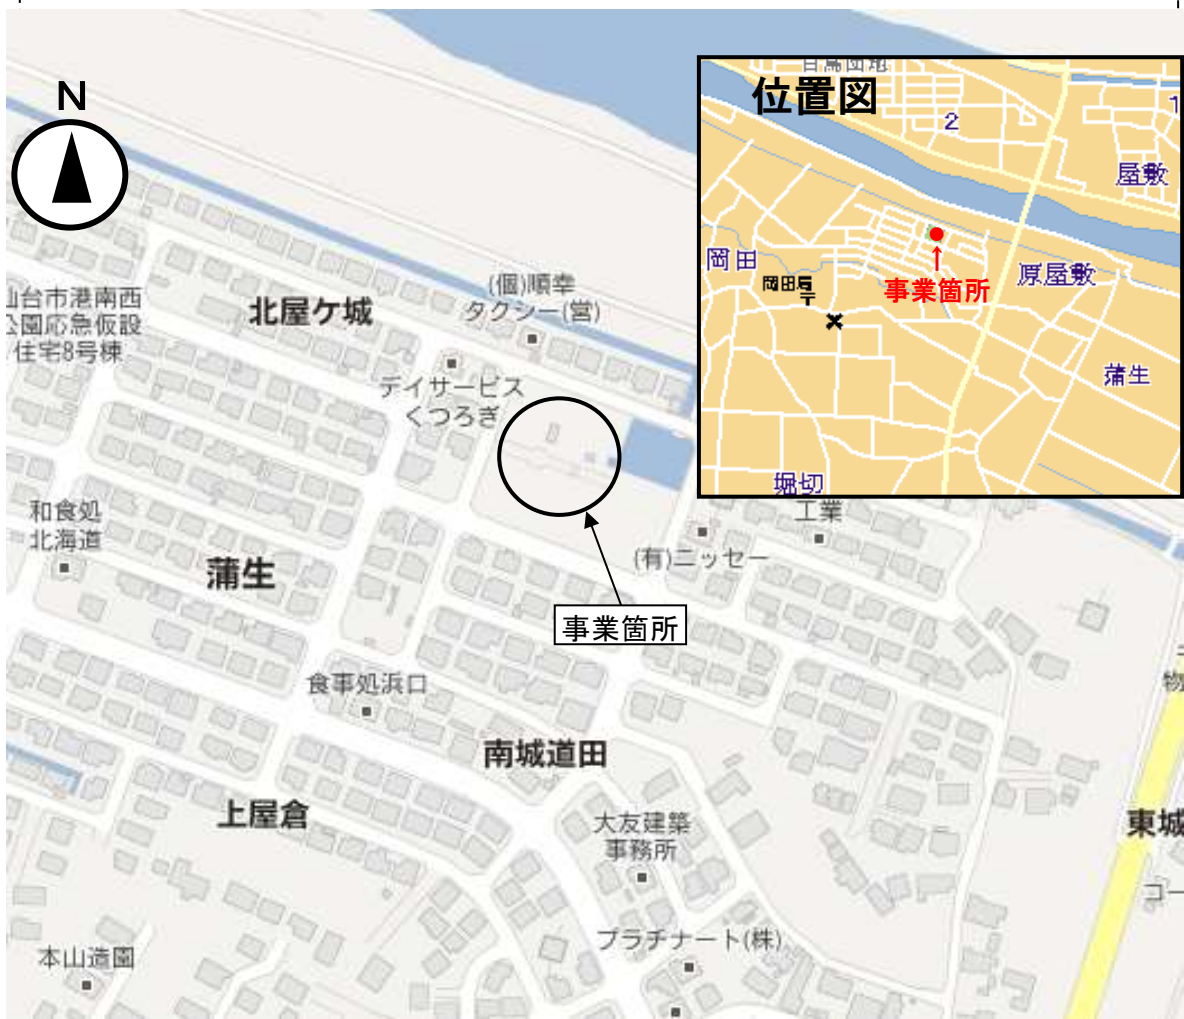 N
位置図
2
1
屋敷
岡田
岡田局
〒
原屋敷
事業箇所
蒲生
堀切
北屋ケ城
(個)順幸
タクシー(営)
台市港南西
公園応急仮設
住宅8号棟
デイサービス
くつろぎ
工業
和食処
北海道
(有)ニッセー
蒲生
事業箇所
食事処浜口
南城道田
上屋倉
大友建築
事務所
東城
コー
プラチナート(株)
本山造園
物